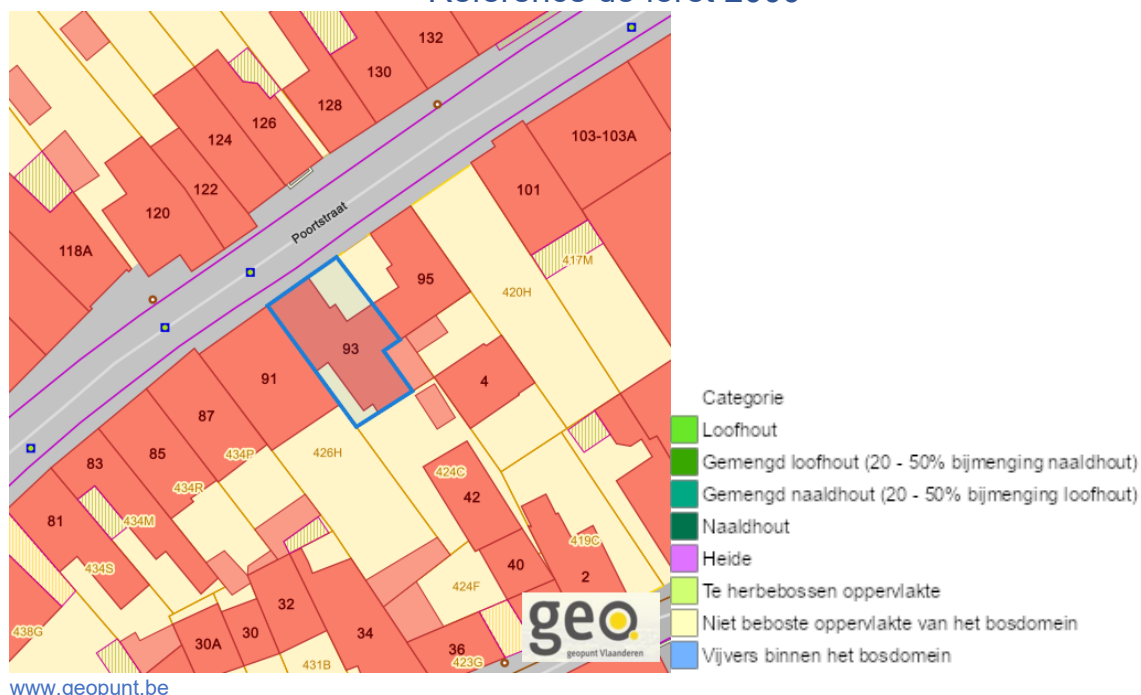 132
130
128
126
124
122
120
118A
103-103A
101
Poortstraat
417M
95
420H
93
91
4
87
434P
426H
85
83
434R
424C
42
81
434M
434S
419C
40
2
424F
32
438G
30
30A
34
36
431B
423G
geo
geopunt Vlaanderen
Categorie
Loofhout
Gemengd loofhout (20 - 50% bijmenging naaldhout)
Gemengd naaldhout (20 - 50% bijmenging loofhout)
Naaldhout
Heide
Te herbebossen oppervlakte
Niet beboste oppervlakte van het bosdomein
Vijvers binnen het bosdomein
www.geopunt.be